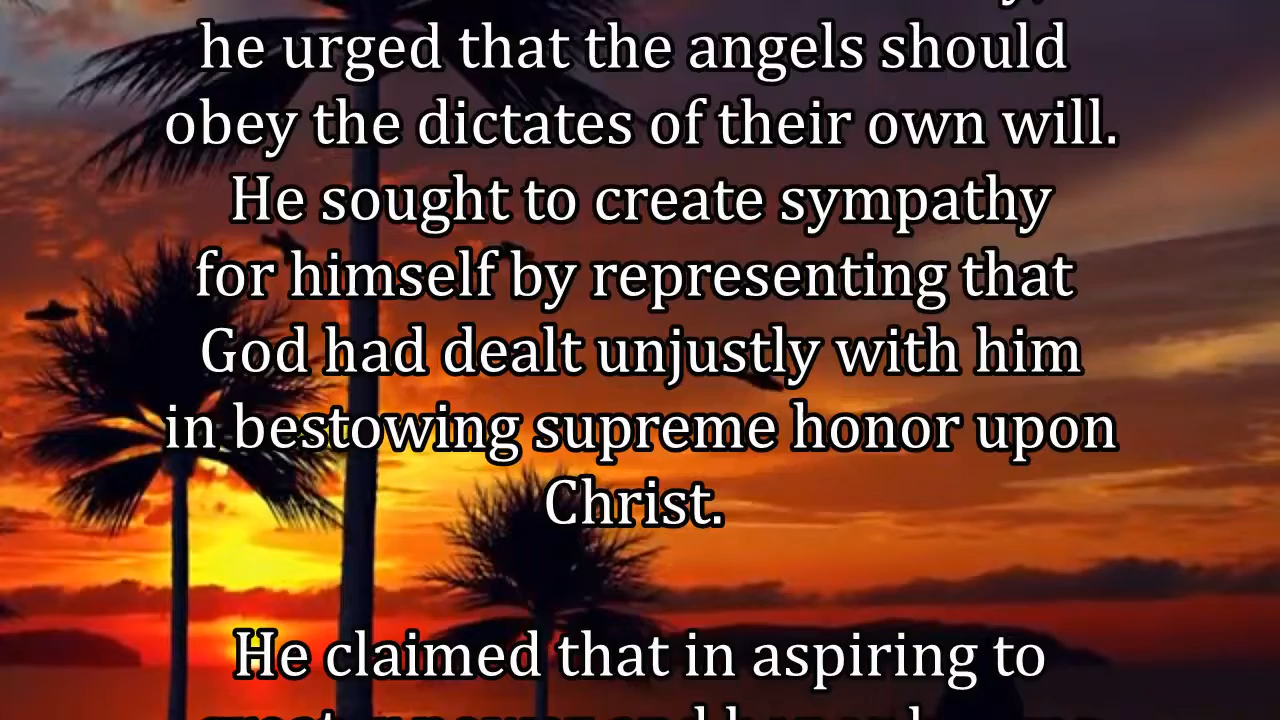 he urged that the angels should
obey the dictates of their own will.
He sought to create sympathy
for himself by representing that
God had dealt unjustly with him
in bestowing supreme honor upon
Christ.
He claimed that in aspiring to